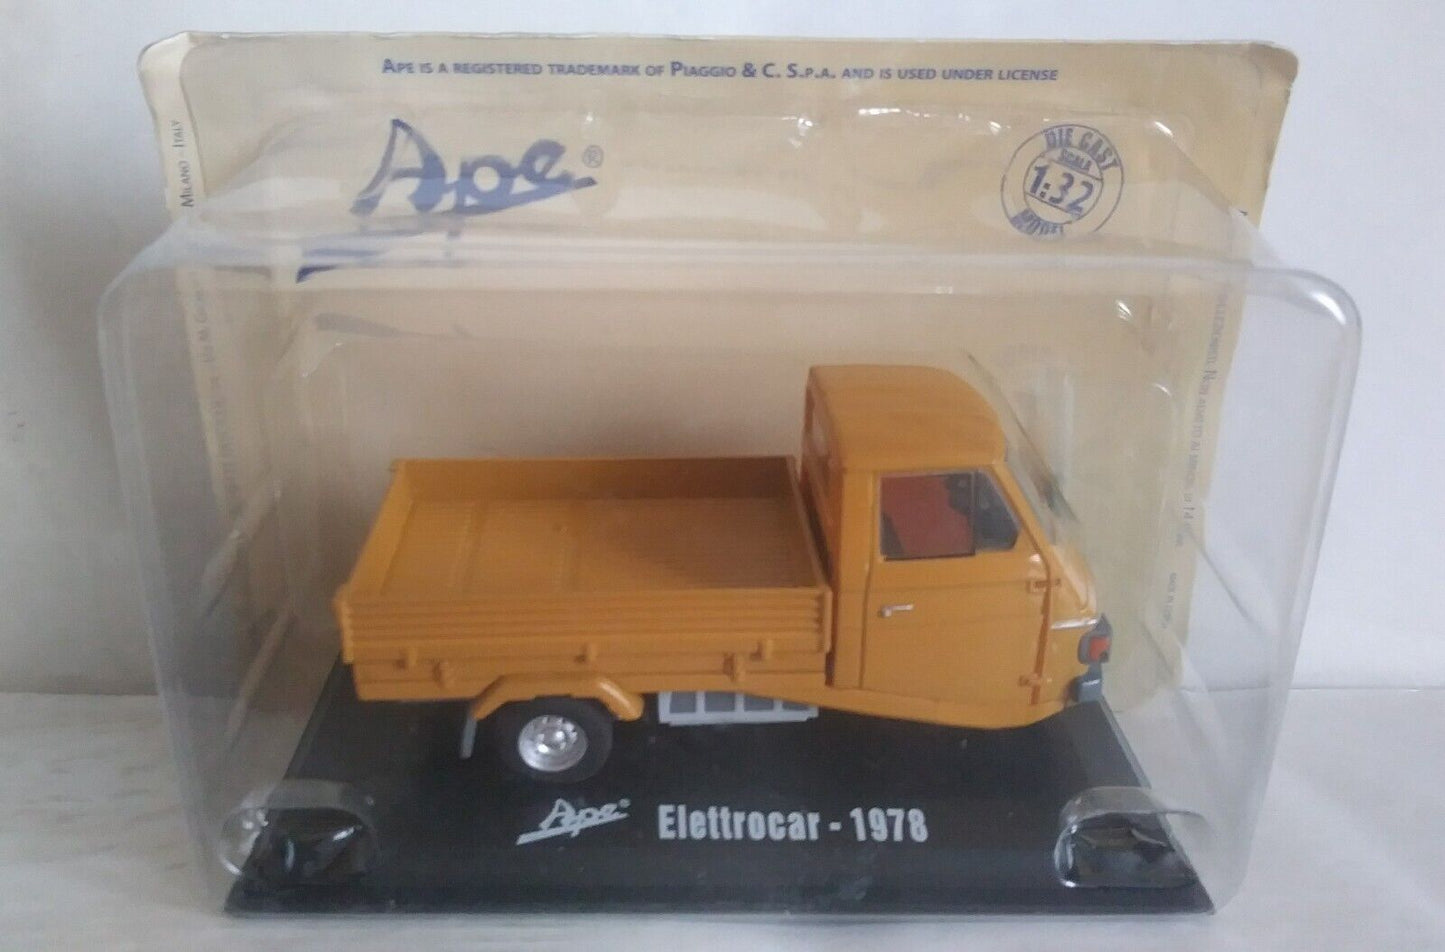 Ape is a registered trademark of Piaggio & C. S.p.A. and is used under license
Milano - Italy
Ape®
DIE CAST
Scala
1:32
MODEL
Ape® Elettrocar - 1978